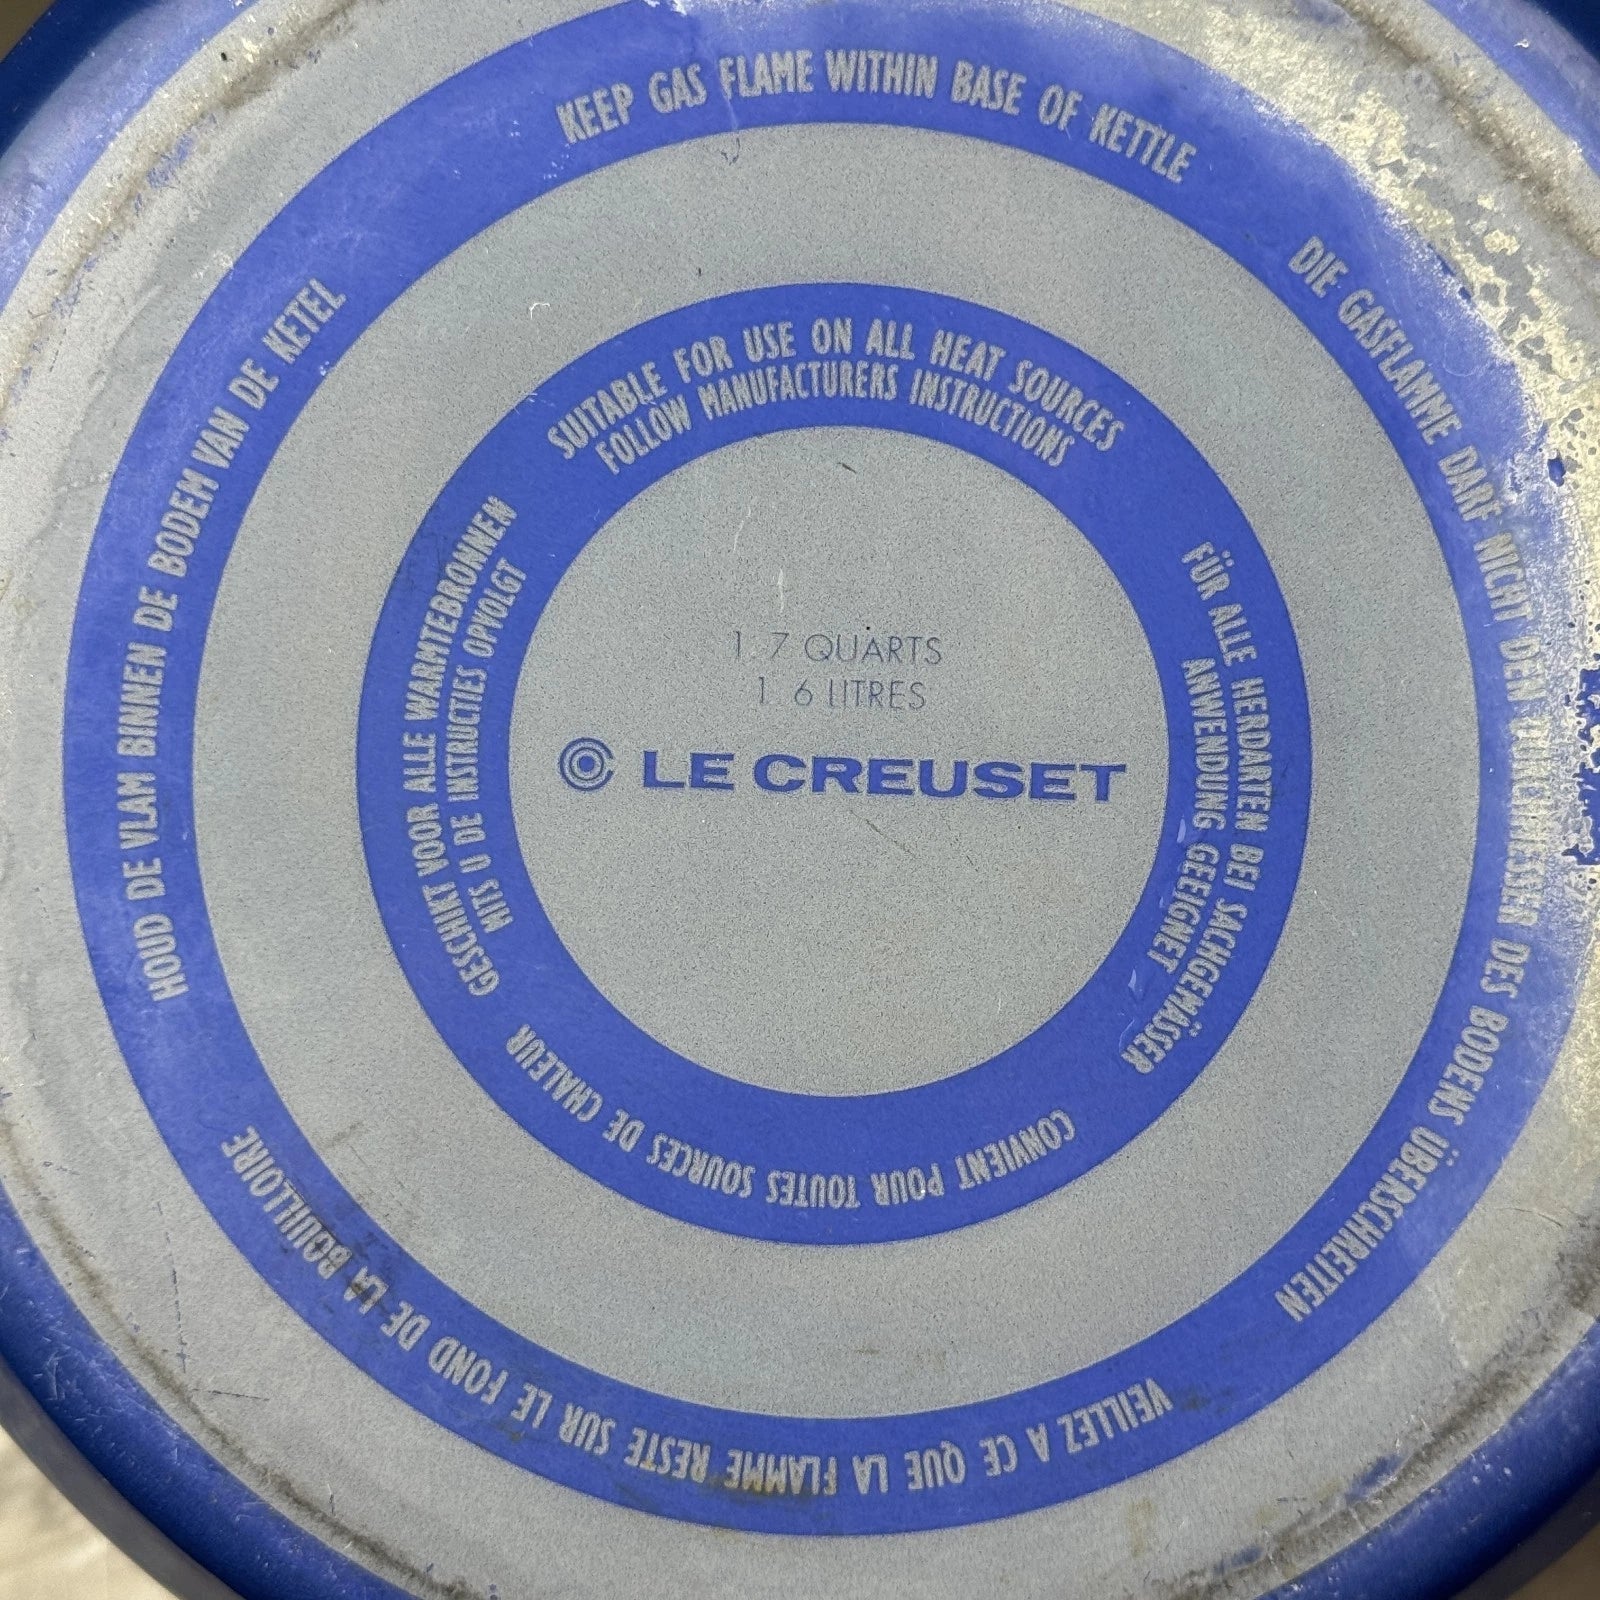 KEEP GAS FLAME WITHIN BASE OF KETTLE
DIE GASFLAMME DARF NICHT DEN DURCHMESSER DES BODENS ÜBERSCHREITEN
VEILLEZ A CE QUE LA FLAMME RESTE SUR LE FOND DE LA BOUILLOIRE
HOUD DE VLAM BINNEN DE BODEM VAN DE KETEL
SUITABLE FOR USE ON ALL HEAT SOURCES
FOLLOW MANUFACTURERS INSTRUCTIONS
FÜR ALLE HERDARTEN BEI SACHGEMÄSSER
ANWENDUNG GEEIGNET
CONVIENT POUR TOUTES SOURCES DE CHALEUR
GESCHIKT VOOR ALLE WARMTEBRONNEN
MITS U DE INSTRUCTIES OPVOLGT
1.7 QUARTS
1.6 LITRES
LE CREUSET